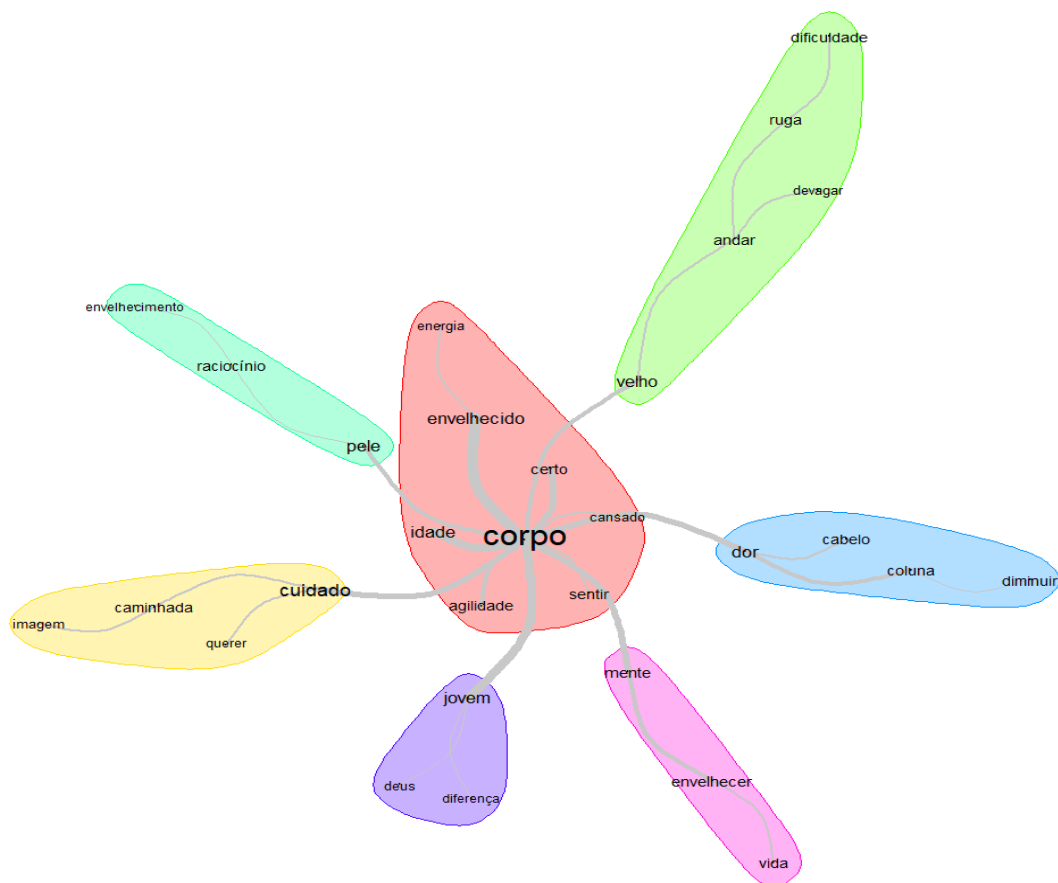 dificuldade
ruga
devagar
andar
velho
envelhecimento
raciocínio
pele
energia
envelhecido
certo
cansado
idade
corpo
agilidade
sentir
dor
cabelo
coluna
diminuir
cuidado
caminhada
imagem
querer
jovem
deus
diferença
mente
envelhecer
vida